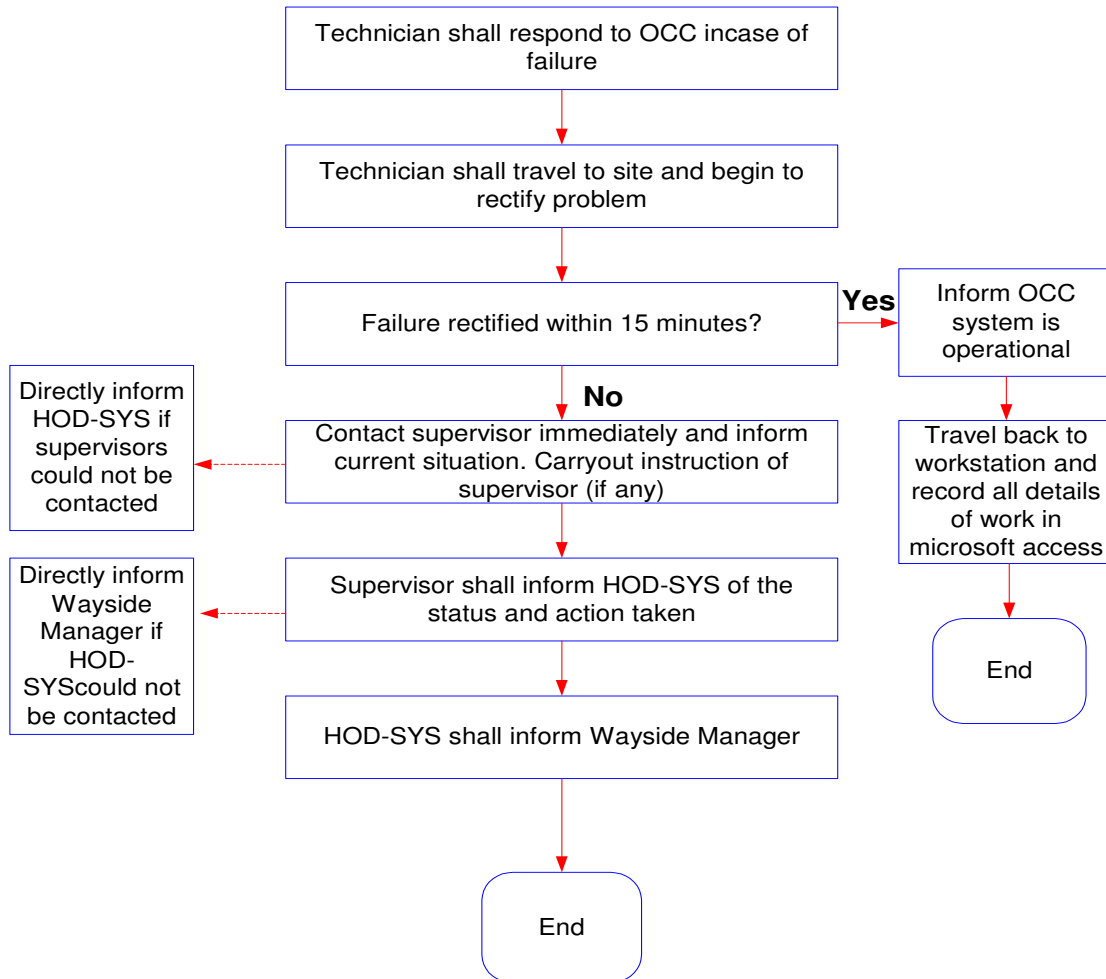 Technician shall respond to OCC incase of
failure
Technician shall travel to site and begin to
rectify problem
Failure rectified within 15 minutes?
Yes
Inform OCC
system is
operational
No
Directly inform
HOD-SYS if
supervisors
could not be
contacted
Contact supervisor immediately and inform
current situation. Carryout instruction of
supervisor (if any)
Travel back to
workstation and
record all details
of work in
microsoft access
Directly inform
Wayside
Manager if
HOD-
SYScould not
be contacted
Supervisor shall inform HOD-SYS of the
status and action taken
End
HOD-SYS shall inform Wayside Manager
End